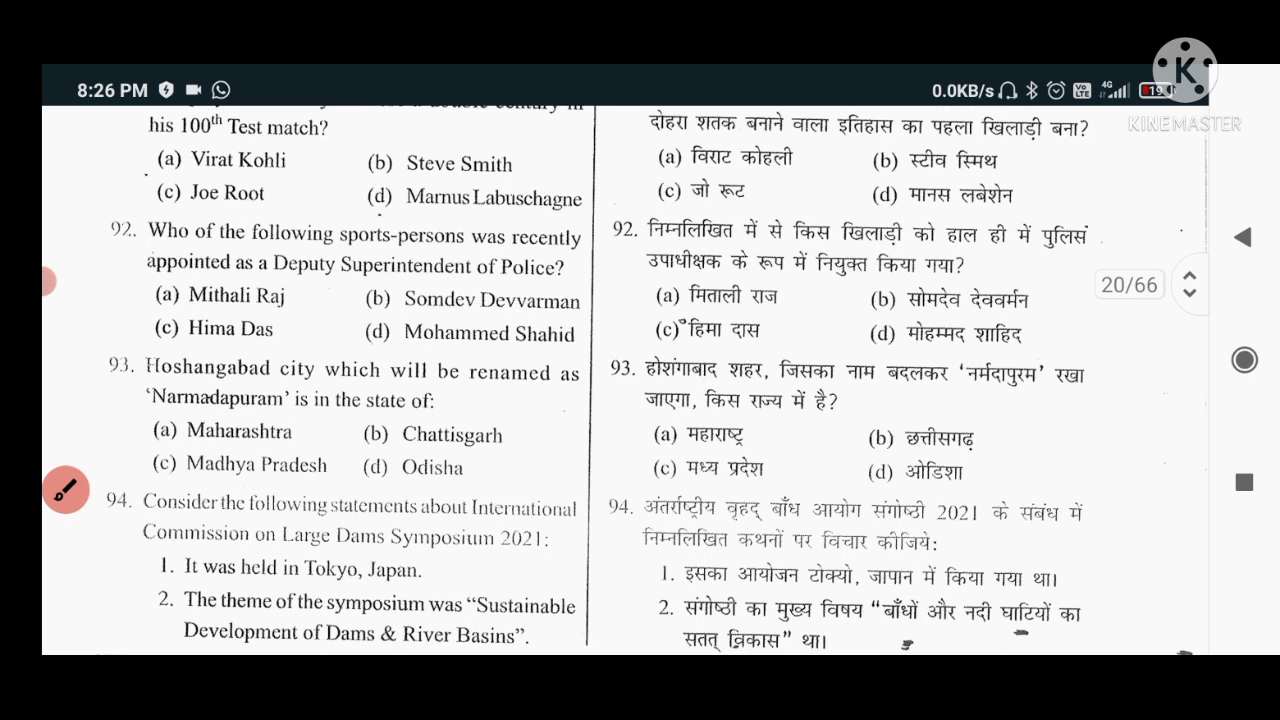 8:26 PM
0.0KB/s
4G
19
KINEMASTER
his 100th Test match?
(a) Virat Kohli (b) Steve Smith
(c) Joe Root (d) Marnus Labuschagne
92. Who of the following sports-persons was recently
appointed as a Deputy Superintendent of Police?
(a) Mithali Raj (b) Somdev Devvarman
(c) Hima Das (d) Mohammed Shahid
93. Hoshangabad city which will be renamed as
‘Narmadapuram’ is in the state of:
(a) Maharashtra (b) Chattisgarh
(c) Madhya Pradesh (d) Odisha
94. Consider the following statements about International
Commission on Large Dams Symposium 2021:
1. It was held in Tokyo, Japan.
2. The theme of the symposium was “Sustainable
Development of Dams & River Basins”.
दोहरा शतक बनाने वाला इतिहास का पहला खिलाड़ी बना?
(a) विराट कोहली (b) स्टीव स्मिथ
(c) जो रूट (d) मानस लबेशेन
92. निम्नलिखित में से किस खिलाड़ी को हाल ही में पुलिस
उपाधीक्षक के रूप में नियुक्त किया गया?
(a) मिताली राज (b) सोमदेव देववर्मन
(c) हिमा दास (d) मोहम्मद शाहिद
93. होशंगाबाद शहर, जिसका नाम बदलकर ‘नर्मदापुरम’ रखा
जाएगा, किस राज्य में है?
(a) महाराष्ट्र (b) छत्तीसगढ़
(c) मध्य प्रदेश (d) ओडिशा
94. अंतर्राष्ट्रीय वृहद् बाँध आयोग संगोष्ठी 2021 के संबंध में
निम्नलिखित कथनों पर विचार कीजिये:
1. इसका आयोजन टोक्यो, जापान में किया गया था।
2. संगोष्ठी का मुख्य विषय “बाँधों और नदी घाटियों का
सतत् विकास” था।
20/66